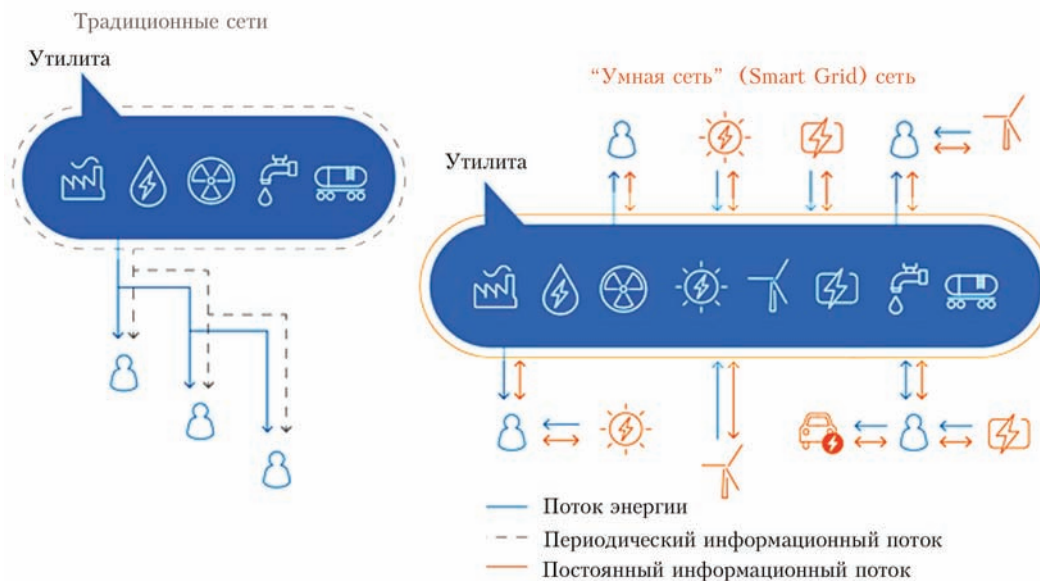 Традиционные сети
Утилита
“Умная сеть” (Smart Grid) сеть
Утилита
Поток энергии
Периодический информационный поток
Постоянный информационный поток